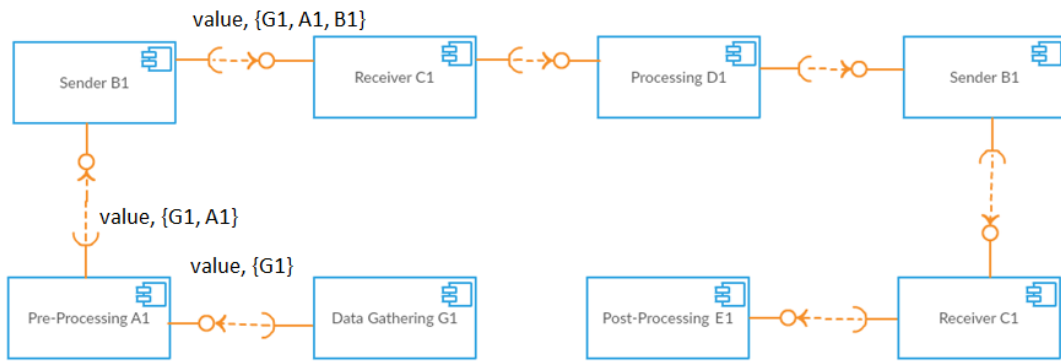 value, {G1, A1, B1}
Sender B1
Receiver C1
Processing D1
Sender B1
value, {G1, A1}
value, {G1}
Pre-Processing A1
Data Gathering G1
Post-Processing E1
Receiver C1